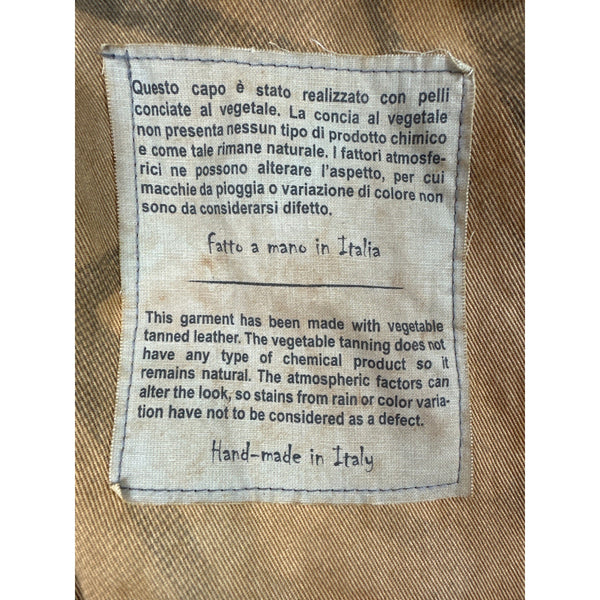 Questo capo è stato realizzato con pelli
conciate al vegetale. La concia al vegetale
non presenta nessun tipo di prodotto chimico
e come tale rimane naturale. I fattori atmosfe-
rici ne possono alterare l'aspetto, per cui
macchie da pioggia o variazione di colore non
sono da considerarsi difetto.
fatto a mano in Italia
This garment has been made with vegetable
tanned leather. The vegetable tanning does not
have any type of chemical product so it
remains natural. The atmospheric factors can
alter the look, so stains from rain or color varia-
tion have not to be considered as a defect.
Hand-made in Italy